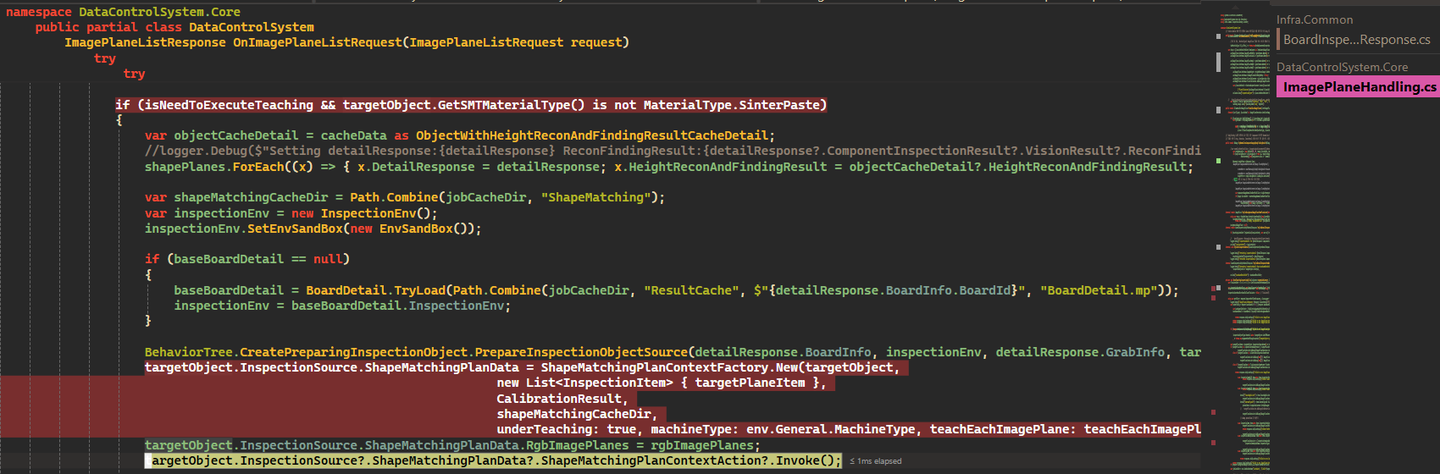 namespace DataControlSystem.Core
public partial class DataControlSystem
ImagePlaneListResponse OnImagePlaneListRequest(ImagePlaneListRequest request)
try
try
if (isNeedToExecuteTeaching && targetObject.GetSMTMaterialType() is not MaterialType.SinterPaste)
{
var objectCacheDetail = cacheData as ObjectWithHeightReconAndFindingResultCacheDetail;
//logger.Debug($"Setting detailResponse:{detailResponse} ReconFindingResult:{detailResponse?.ComponentInspectionResult?.VisionResult?.ReconFindi
shapePlanes.ForEach((x) => { x.DetailResponse = detailResponse; x.HeightReconAndFindingResult = objectCacheDetail?.HeightReconAndFindingResult;
var shapeMatchingCacheDir = Path.Combine(jobCacheDir, "ShapeMatching");
var inspectionEnv = new InspectionEnv();
inspectionEnv.SetEnvSandBox(new EnvSandBox());
if (baseBoardDetail == null)
{
baseBoardDetail = BoardDetail.TryLoad(Path.Combine(jobCacheDir, "ResultCache", $"{detailResponse.BoardInfo.BoardId}", "BoardDetail.mp"));
inspectionEnv = baseBoardDetail.InspectionEnv;
}
BehaviorTree.CreatePreparingInspectionObject.PrepareInspectionObjectSource(detailResponse.BoardInfo, inspectionEnv, detailResponse.GrabInfo, tar
targetObject.InspectionSource.ShapeMatchingPlanData = ShapeMatchingPlanContextFactory.New(targetObject,
new List<InspectionItem> { targetPlaneItem },
CalibrationResult,
shapeMatchingCacheDir,
underTeaching: true, machineType: env.General.MachineType, teachEachImagePlane: teachEachImagePl
targetObject.InspectionSource.ShapeMatchingPlanData.RgbImagePlanes = rgbImagePlanes;
argetObject.InspectionSource?.ShapeMatchingPlanData?.ShapeMatchingPlanContextAction?.Invoke(); ≤ 1ms elapsed
Infra.Common
BoardInspe...Response.cs
DataControlSystem.Core
ImagePlaneHandling.cs